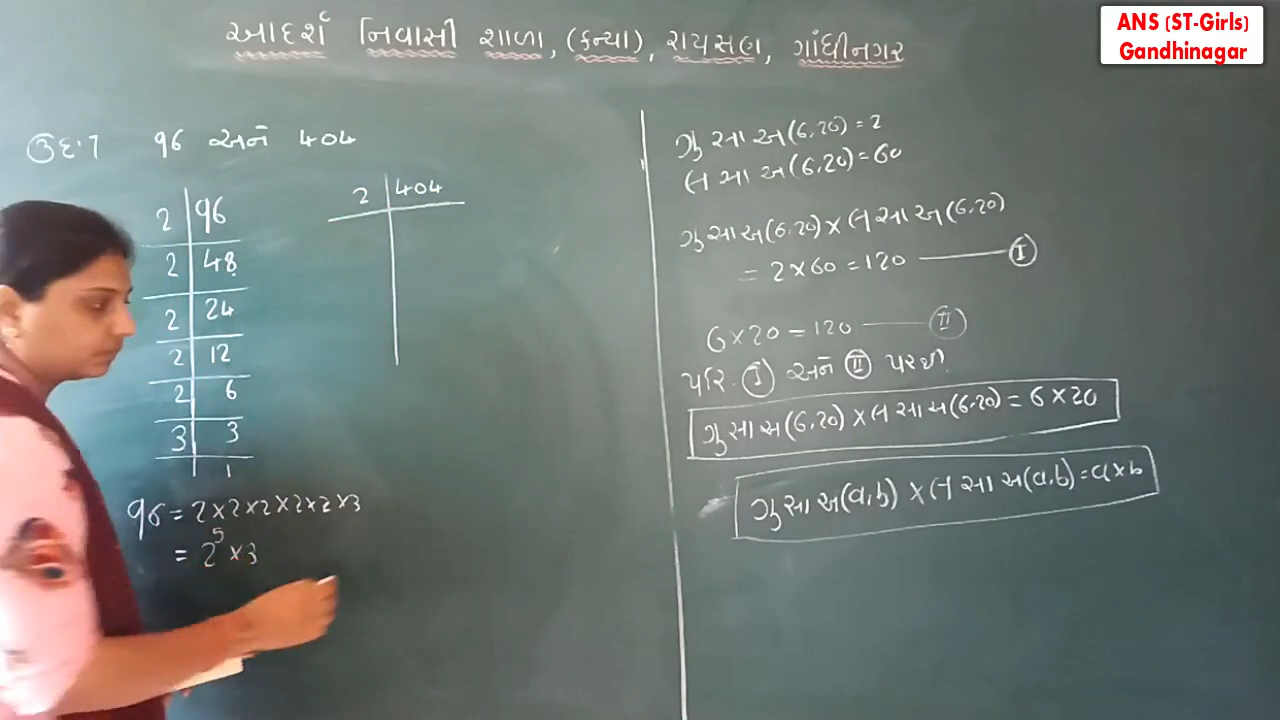 આદર્શ નિવાસી શાળા, (કન્યા), રાયસણ, ગાંધીનગર
ANS (ST-Girls)
Gandhinagar
ઉદા.7 96 અને 404
2 | 96
2 | 48
2 | 24
2 | 12
2 | 6
3 | 3
1
96 = 2×2×2×2×2×3
= 2⁵ × 3
2 | 404
ગુ સા અ(6,20) = 2
લ સા અ(6,20) = 60
ગુ સા અ(6,20) × લ સા અ(6,20)
= 2×60 = 120 —— I
6×20 = 120 —— II
પરિ. I અને II પરથી
ગુ સા અ(6,20) × લ સા અ(6,20) = 6×20
ગુ સા અ(a,b) × લ સા અ(a,b) = a×b